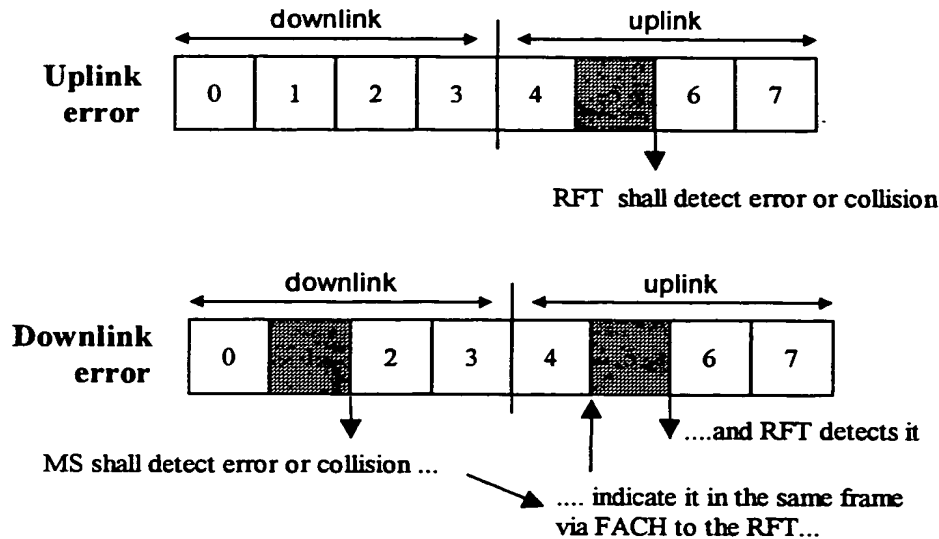 downlink
uplink
Uplink
error
0 1 2 3 4 6 7
RFT shall detect error or collision
downlink
uplink
Downlink
error
0 2 3 4 6 7
....and RFT detects it
MS shall detect error or collision ...
.... indicate it in the same frame
via FACH to the RFT...